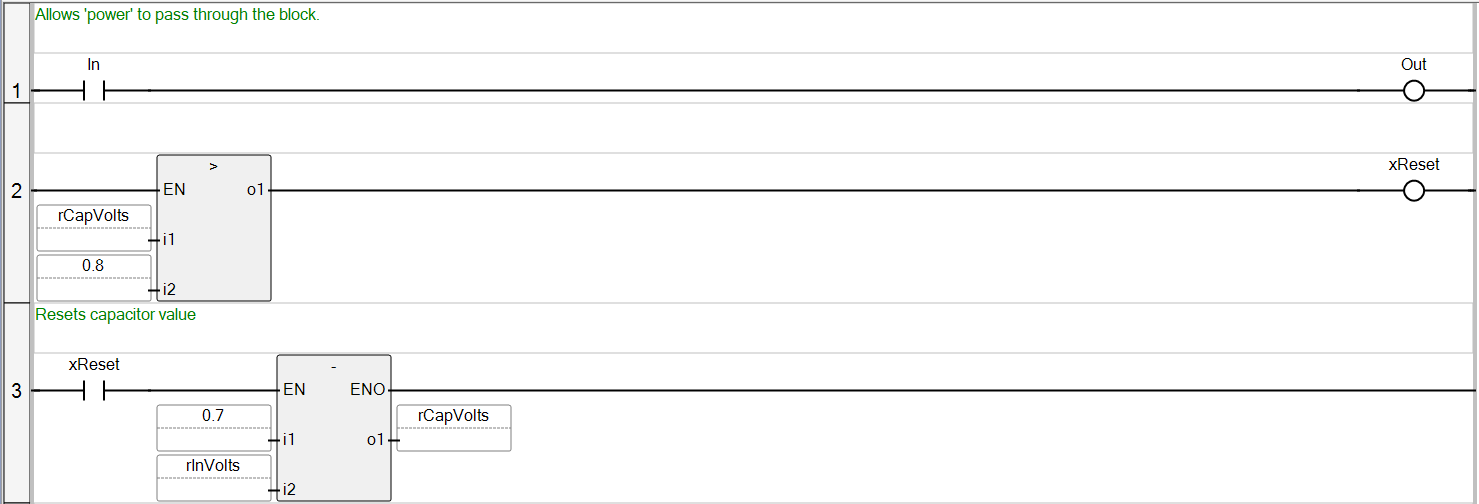 Allows 'power' to pass through the block.
In
Out
1
>
xReset
2
EN
o1
rCapVolts
i1
0.8
i2
Resets capacitor value
xReset
-
3
EN
ENO
0.7
rCapVolts
i1
o1
rInVolts
i2